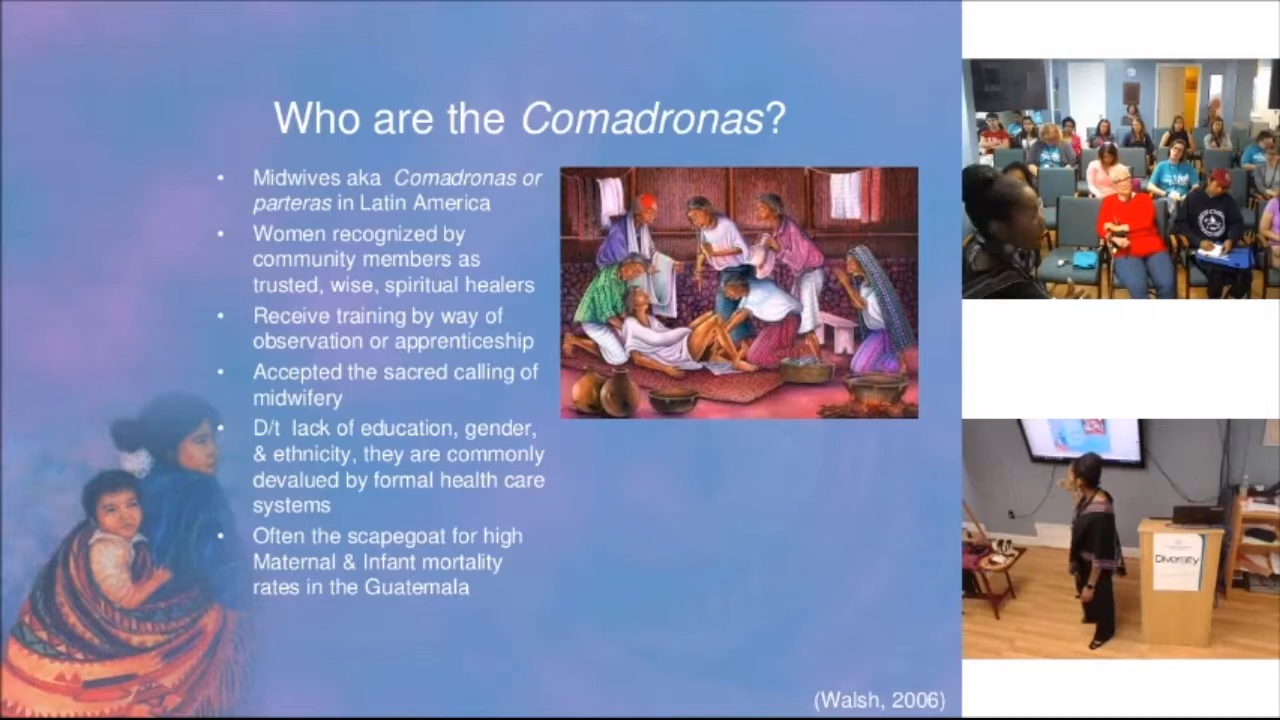 Who are the Comadronas?
• Midwives aka Comadronas or
parteras in Latin America
• Women recognized by
community members as
trusted, wise, spiritual healers
• Receive training by way of
observation or apprenticeship
• Accepted the sacred calling of
midwifery
• D/t lack of education, gender,
& ethnicity, they are commonly
devalued by formal health care
systems
• Often the scapegoat for high
Maternal & Infant mortality
rates in the Guatemala
(Walsh, 2006)
Diversity